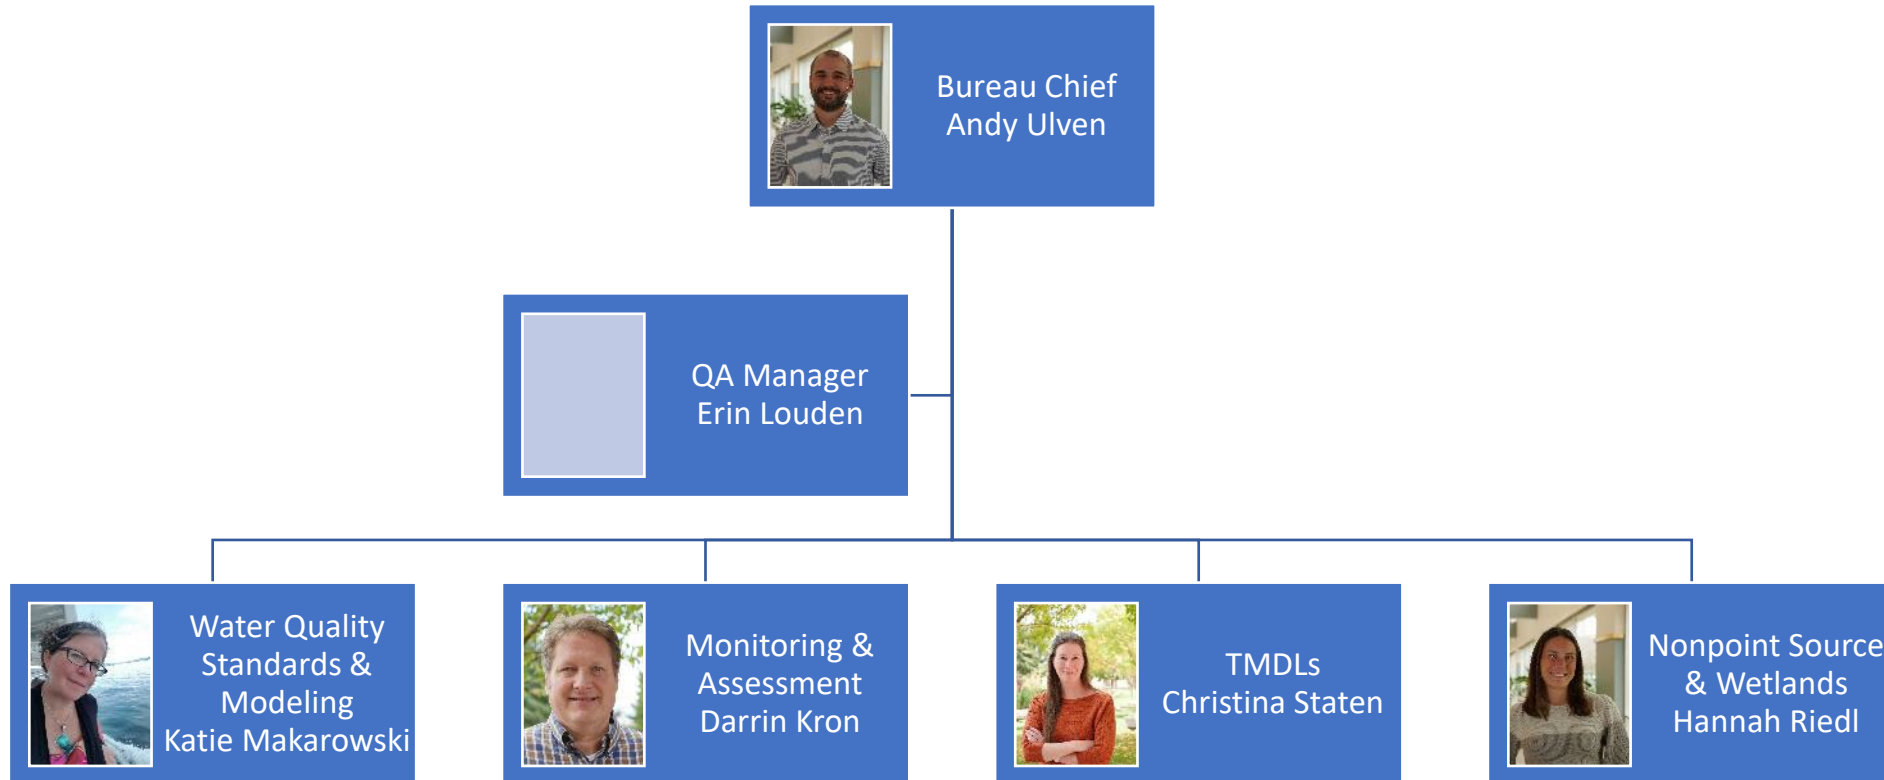 Bureau Chief
Andy Ulven
QA Manager
Erin Louden
Water Quality
Standards &
Modeling
Katie Makarowski
Monitoring &
Assessment
Darrin Kron
TMDLs
Christina Staten
Nonpoint Source
& Wetlands
Hannah Riedl